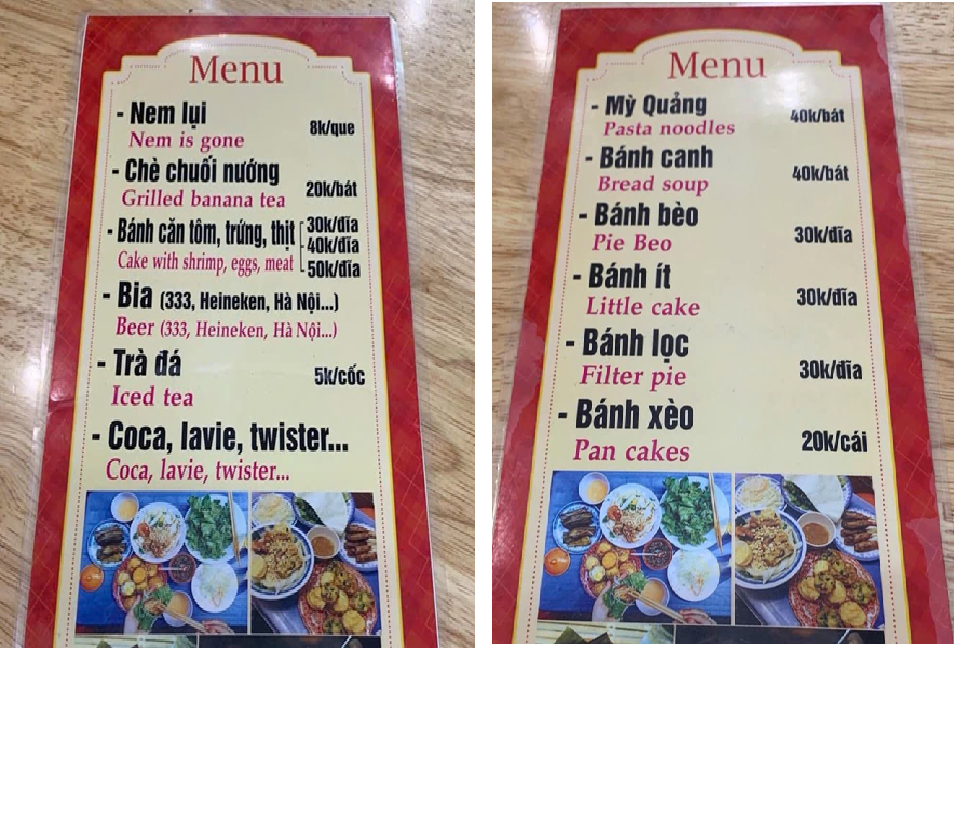 Menu
- Nem lụi 8k/que
Nem is gone
- Chè chuối nướng 20k/bát
Grilled banana tea
- Bánh căn tôm, trứng, thịt 30k/đĩa
40k/đĩa
Cake with shrimp, eggs, meat 50k/đĩa
- Bia (333, Heineken, Hà Nội...)
Beer (333, Heineken, Hà Nội...)
- Trà đá 5k/cốc
Iced tea
- Coca, lavie, twister...
Coca, lavie, twister...
Menu
- Mỳ Quảng 40k/bát
Pasta noodles
- Bánh canh 40k/bát
Bread soup
- Bánh bèo 30k/đĩa
Pie Beo
- Bánh ít 30k/đĩa
Little cake
- Bánh lọc 30k/đĩa
Filter pie
- Bánh xèo 20k/cái
Pan cakes